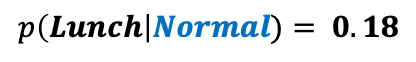 p(Lunch|Normal) = 0.18